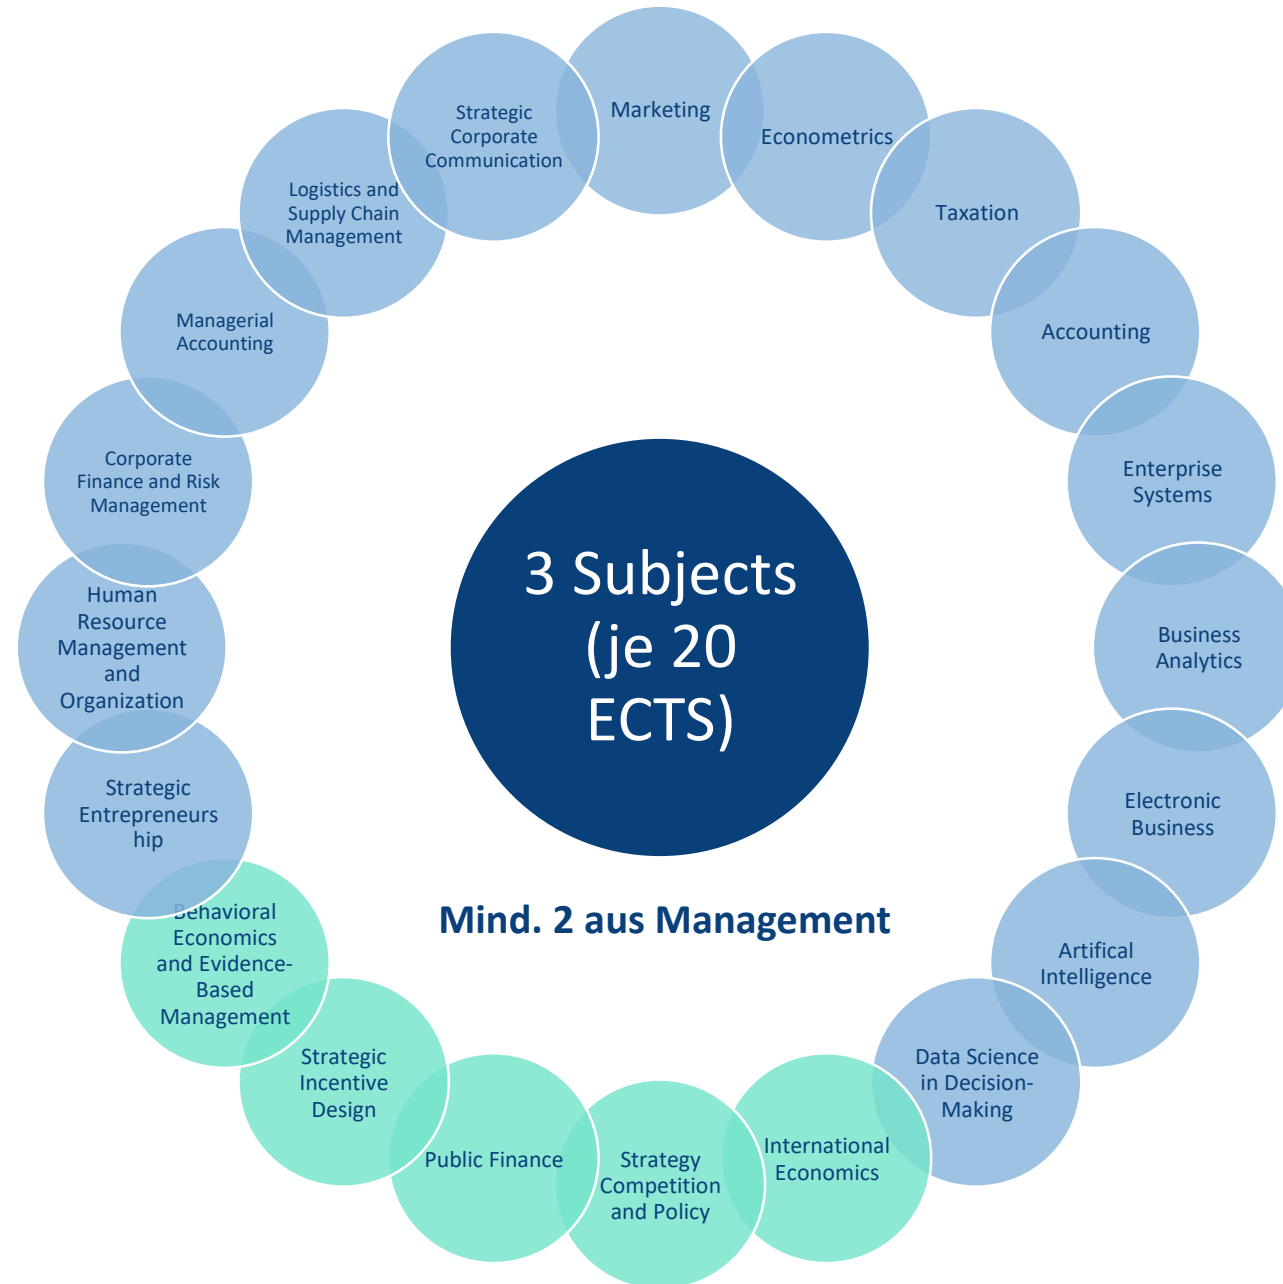 Marketing
Econometrics
Taxation
Accounting
Enterprise
Systems
Business
Analytics
Electronic
Business
Artifical
Intelligence
Data Science
in Decision-
Making
International
Economics
Strategy
Competition
and Policy
Public Finance
Strategic
Incentive
Design
Behavioral
Economics
and Evidence-
Based
Management
Strategic
Entrepreneurs
hip
Human
Resource
Management
and
Organization
Corporate
Finance and Risk
Management
Managerial
Accounting
Logistics and
Supply Chain
Management
Strategic
Corporate
Communication
3 Subjects
(je 20
ECTS)
Mind. 2 aus Management